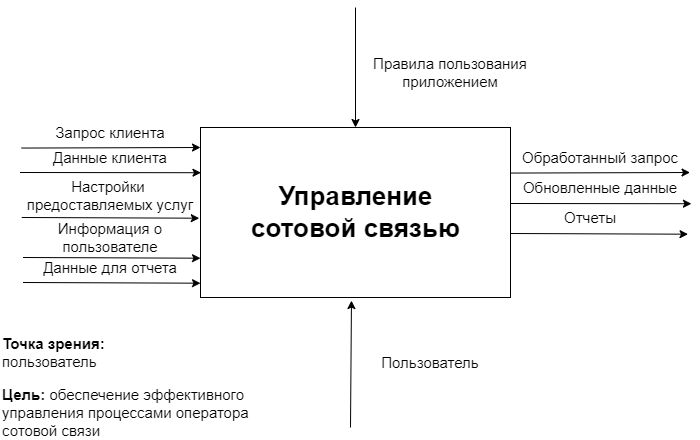 Правила пользования
приложением
Запрос клиента
Данные клиента
Настройки
предоставляемых услуг
Информация о
пользователе
Данные для отчета
Управление
сотовой связью
Обработанный запрос
Обновленные данные
Отчеты
Пользователь
Точка зрения:
пользователь
Цель: обеспечение эффективного
управления процессами оператора
сотовой связи